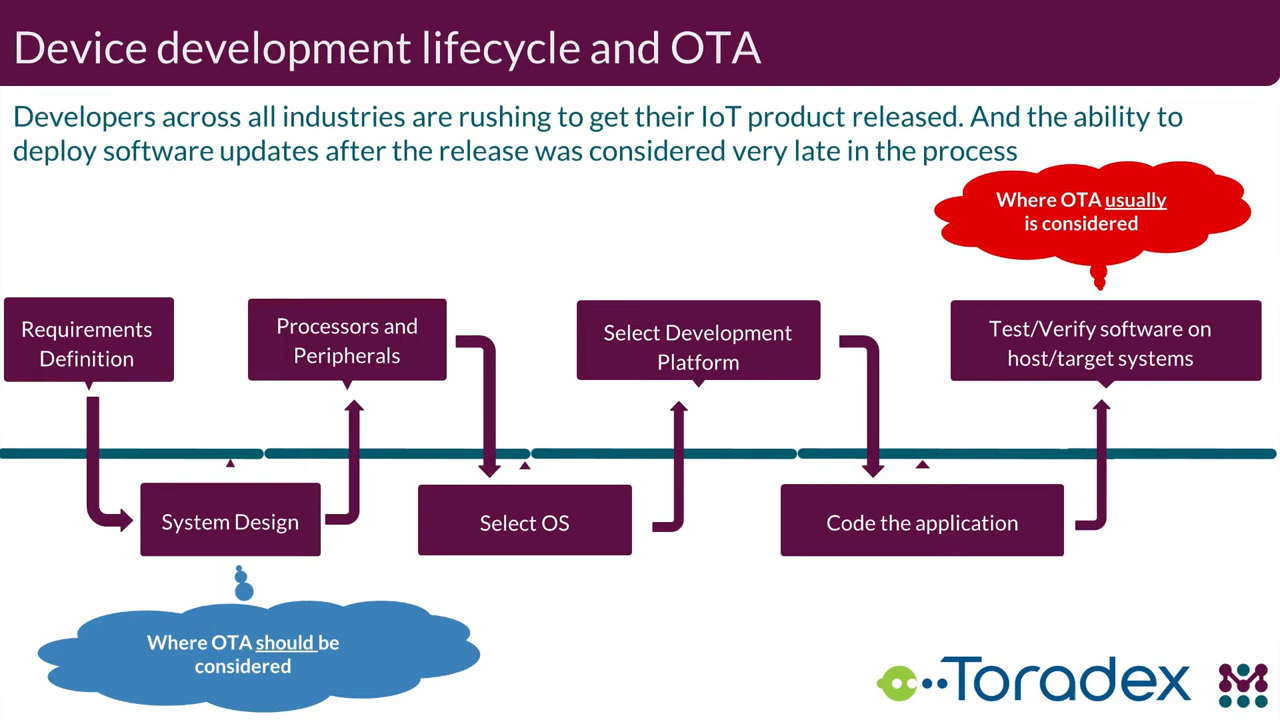 Device development lifecycle and OTA
Developers across all industries are rushing to get their IoT product released. And the ability to
deploy software updates after the release was considered very late in the process
Where OTA usually
is considered
Requirements
Definition
Processors and
Peripherals
Select Development
Platform
Test/Verify software on
host/target systems
System Design
Select OS
Code the application
Where OTA should be
considered
Toradex